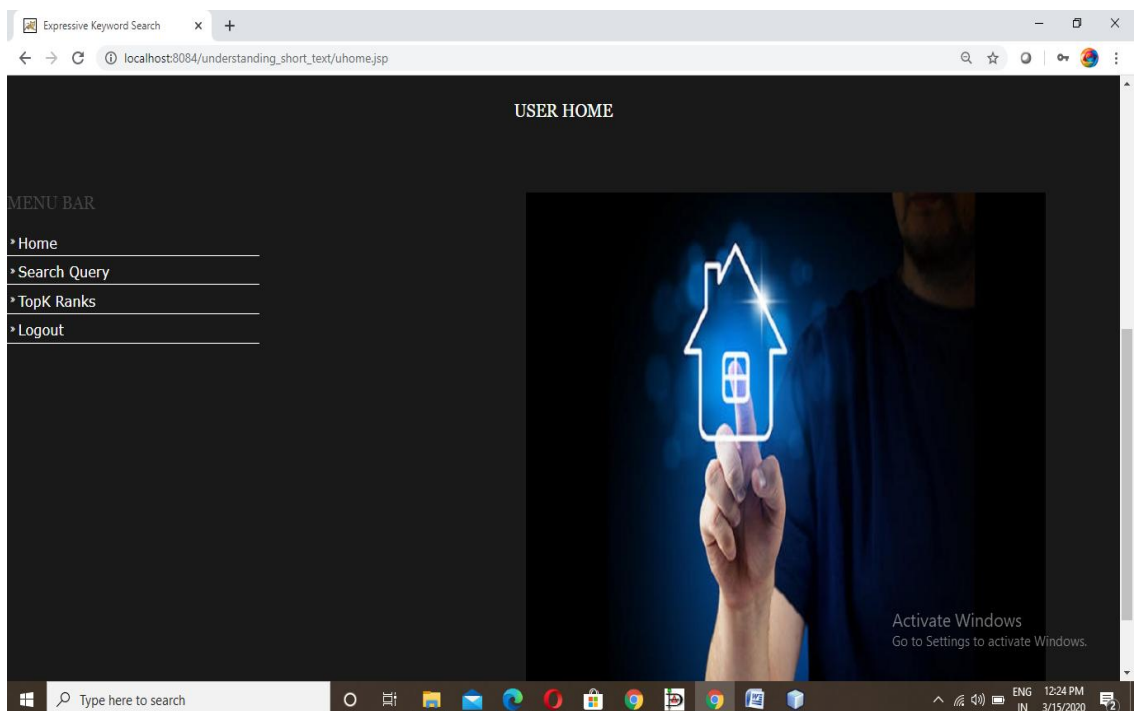 Expressive Keyword Search
localhost:8084/understanding_short_text/uhome.jsp
USER HOME
MENU BAR
Home
Search Query
TopK Ranks
Logout
Activate Windows
Go to Settings to activate Windows.
Type here to search
ENG
IN
12:24 PM
3/15/2020
2